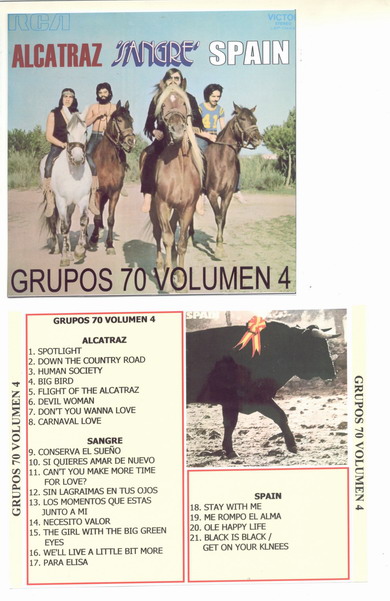 RCA
VICTOR
ALCATRAZ SANGRE SPAIN
GRUPOS 70 VOLUMEN 4
GRUPOS 70 VOLUMEN 4
GRUPOS 70 VOLUMEN 4
ALCATRAZ
1. SPOTLIGHT
2. DOWN THE COUNTRY ROAD
3. HUMAN SOCIETY
4. BIG BIRD
5. FLIGHT OF THE ALCATRAZ
6. DEVIL WOMAN
7. DON'T YOU WANNA LOVE
8. CARNAVAL LOVE
SANGRE
9. CONSERVA EL SUEÑO
10. SI QUIERES AMAR DE NUEVO
11. CAN'T YOU MAKE MORE TIME
FOR LOVE?
12. SIN LAGRAIMAS EN TUS OJOS
13. LOS MOMENTOS QUE ESTAS
JUNTO A MI
14. NECESITO VALOR
15. THE GIRL WITH THE BIG GREEN
EYES
16. WE'LL LIVE A LITTLE BIT MORE
17. PARA ELISA
SPAIN
SPAIN
18. STAY WITH ME
19. ME ROMPO EL ALMA
20. OLE HAPPY LIFE
21. BLACK IS BLACK /
GET ON YOUR KLNEES
GRUPOS 70 VOLUMEN 4